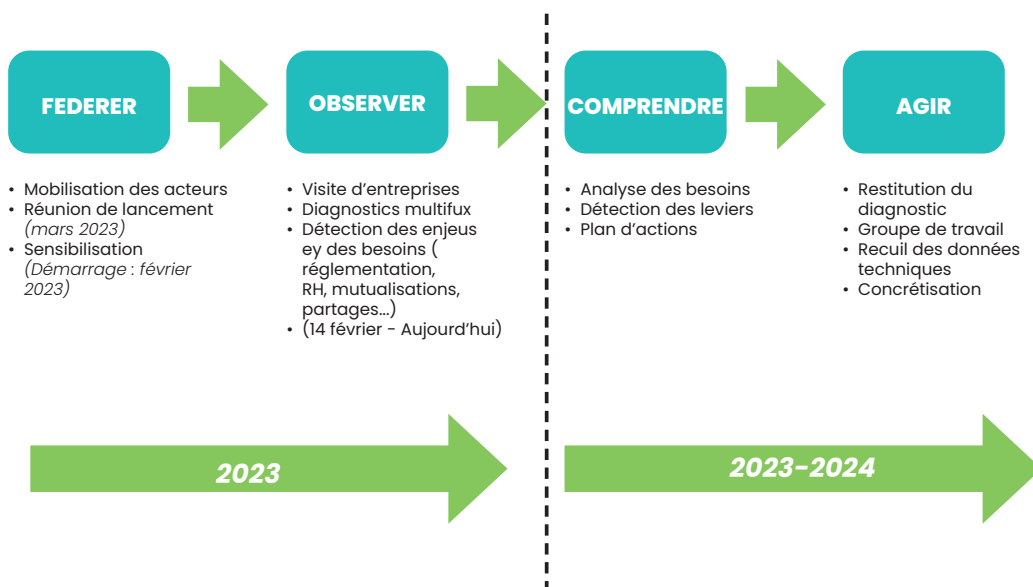 FEDERER
OBSERVER
COMPRENDRE
AGIR
• Mobilisation des acteurs
• Réunion de lancement
(mars 2023)
• Sensibilisation
(Démarrage : février
2023)
• Visite d'entreprises
• Diagnostics multifux
• Détection des enjeus
ey des besoins (
réglementation,
RH, mutualisations,
partages...)
• (14 février - Aujourd'hui)
• Analyse des besoins
• Détection des leviers
• Plan d'actions
• Restitution du
diagnostic
• Groupe de travail
• Recuil des données
techniques
• Concrétisation
2023
2023-2024